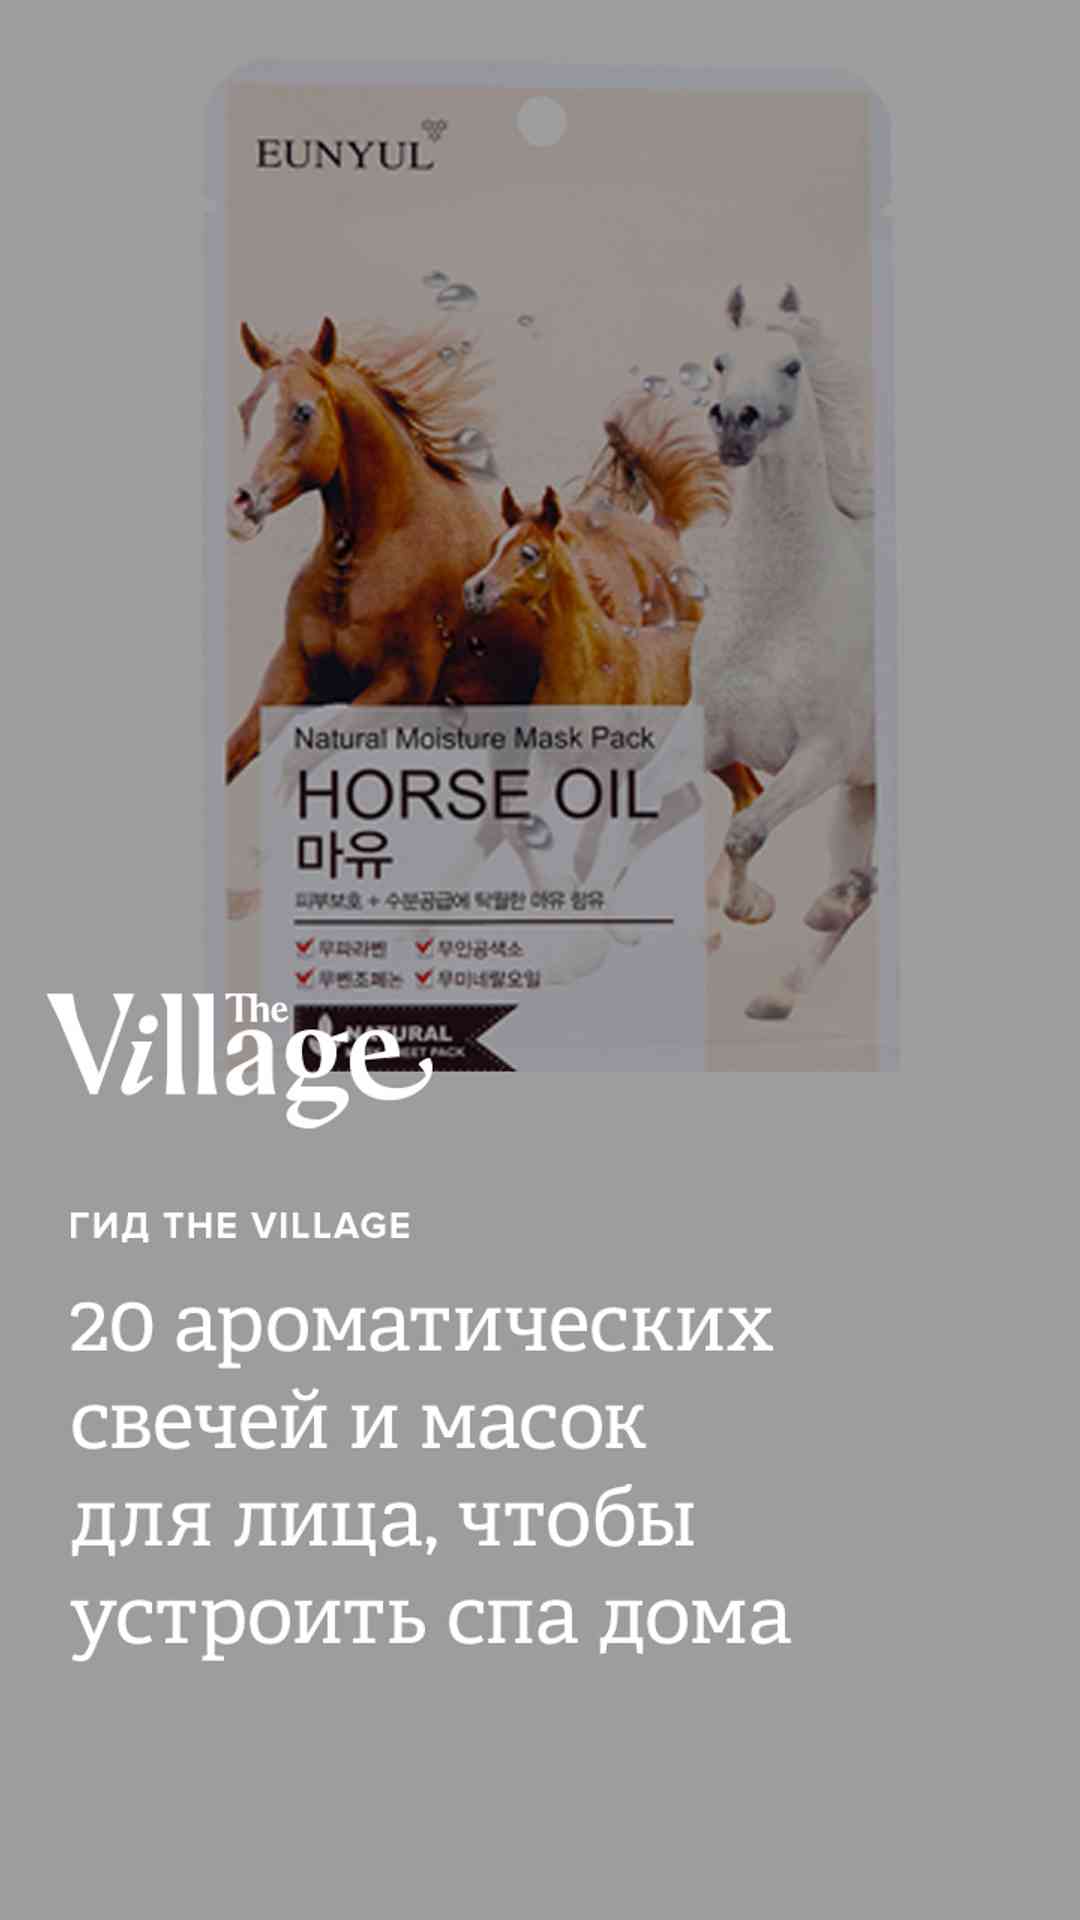 EUNYUL
Natural Moisture Mask Pack
HORSE OIL
마유
피부보호 + 수분공급에 탁월한 마유 함유
무파라벤 무인공색소
무벤조페논 무미네랄오일
NATURAL
SHEET PACK
The
Village
ГИД THE VILLAGE
20 ароматических
свечей и масок
для лица, чтобы
устроить спа дома